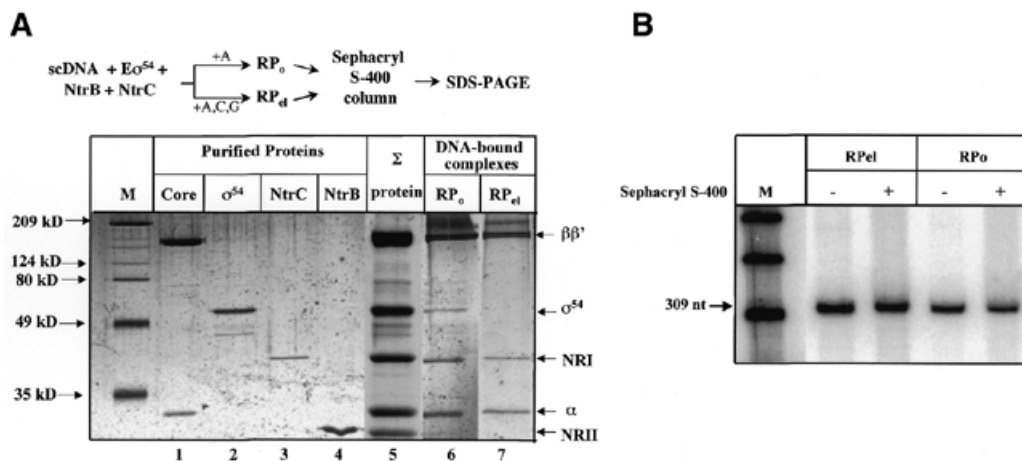 A
scDNA + Eσ⁵⁴ +
NtrB + NtrC
+A
RPₒ
+A,C,G
RPₑₗ
Sephacryl
S-400
column
SDS-PAGE
Purified Proteins
Σ
protein
DNA-bound
complexes
M
Core
σ⁵⁴
NtrC
NtrB
RPₒ
RPₑₗ
209 kD
124 kD
80 kD
49 kD
35 kD
ββ'
σ⁵⁴
NRI
α
NRII
1 2 3 4 5 6 7
B
RPel RPo
Sephacryl S-400 M - + - +
309 nt